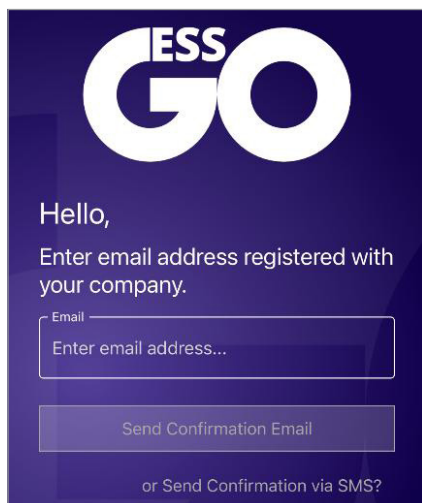 ESS
GO
Hello,
Enter email address registered with
your company.
Email
Enter email address...
Send Confirmation Email
or Send Confirmation via SMS?